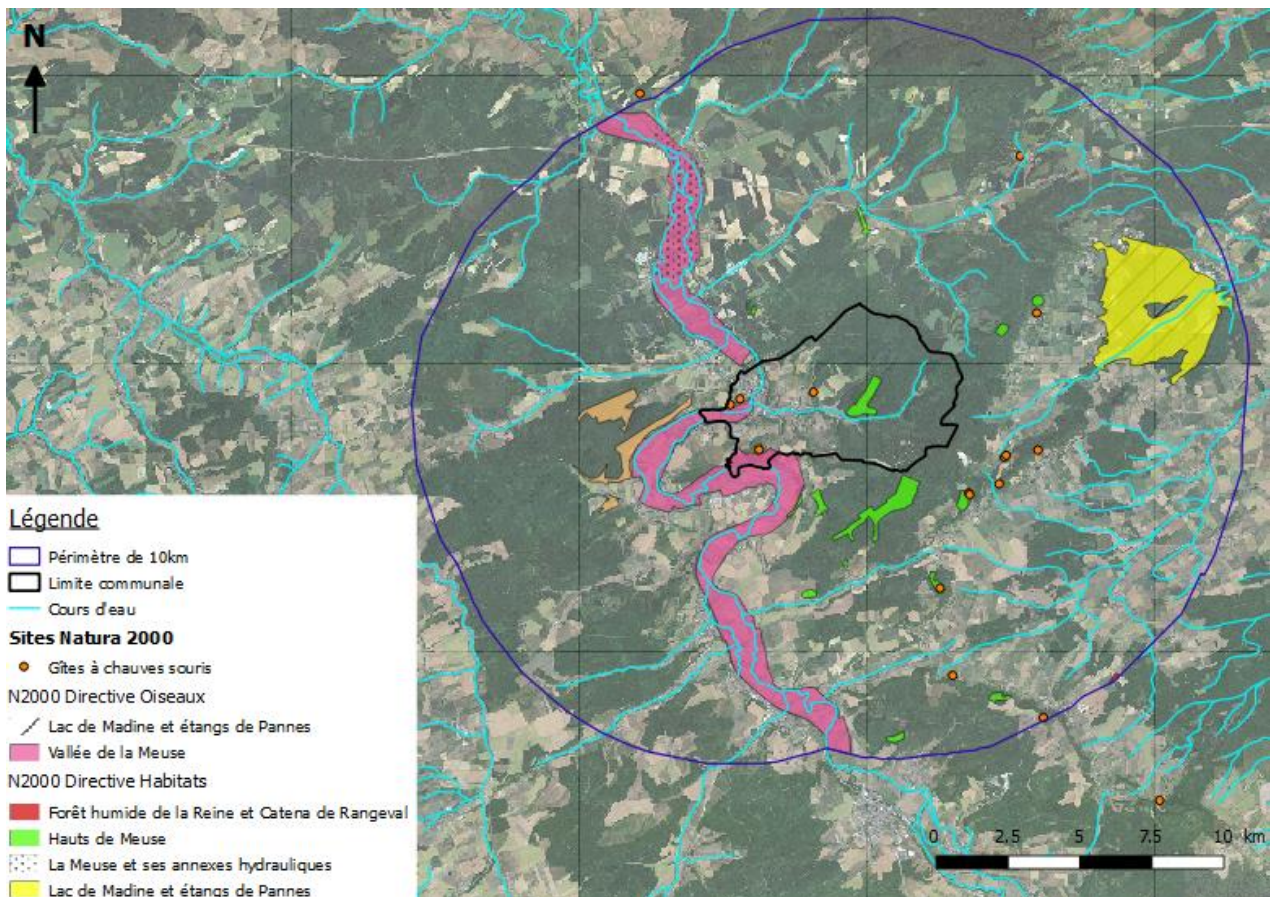 N
Légende
Périmètre de 10km
Limite communale
Cours d'eau
Sites Natura 2000
Gîtes à chauves souris
N2000 Directive Oiseaux
Lac de Madine et étangs de Pannes
Vallée de la Meuse
N2000 Directive Habitats
Forêt humide de la Reine et Catena de Rangeval
Hauts de Meuse
La Meuse et ses annexes hydrauliques
Lac de Madine et étangs de Pannes
0 2.5 5 7.5 10 km